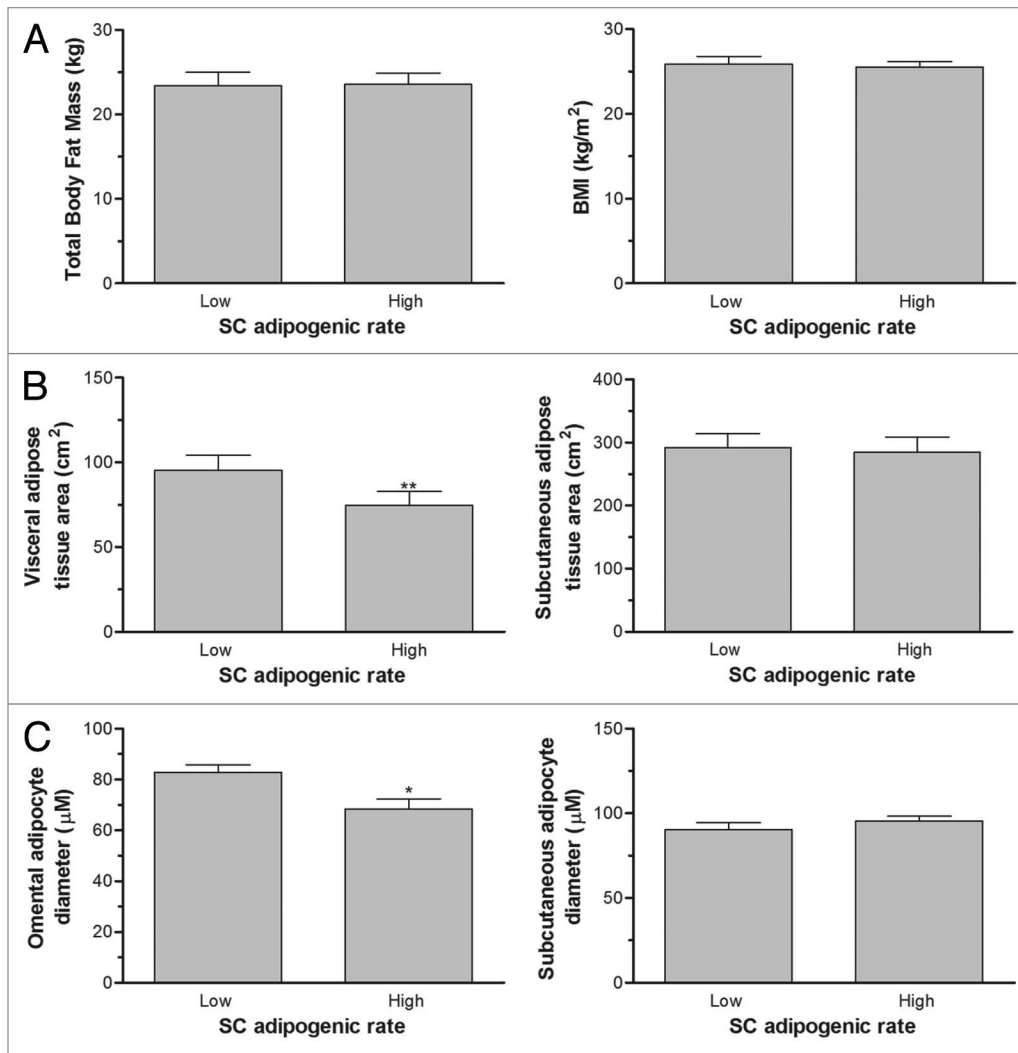 A
Total Body Fat Mass (kg)
30
20
10
0
Low
High
SC adipogenic rate
BMI (kg/m²)
30
20
10
0
Low
High
SC adipogenic rate
B
Visceral adipose
tissue area (cm²)
150
100
50
0
**
Low
High
SC adipogenic rate
Subcutaneous adipose
tissue area (cm²)
400
300
200
100
0
Low
High
SC adipogenic rate
C
Omental adipocyte
diameter (μM)
100
80
60
40
20
0
*
Low
High
SC adipogenic rate
Subcutaneous adipocyte
diameter (μM)
150
100
50
0
Low
High
SC adipogenic rate